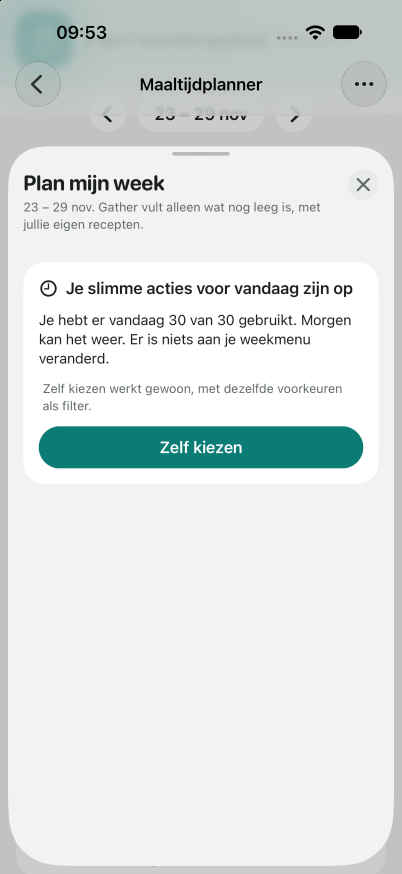 09:53
Maaltijdplanner
23 – 29 nov
Plan mijn week
23 – 29 nov. Gather vult alleen wat nog leeg is, met
jullie eigen recepten.
Je slimme acties voor vandaag zijn op
Je hebt er vandaag 30 van 30 gebruikt. Morgen
kan het weer. Er is niets aan je weekmenu
veranderd.
Zelf kiezen werkt gewoon, met dezelfde voorkeuren
als filter.
Zelf kiezen